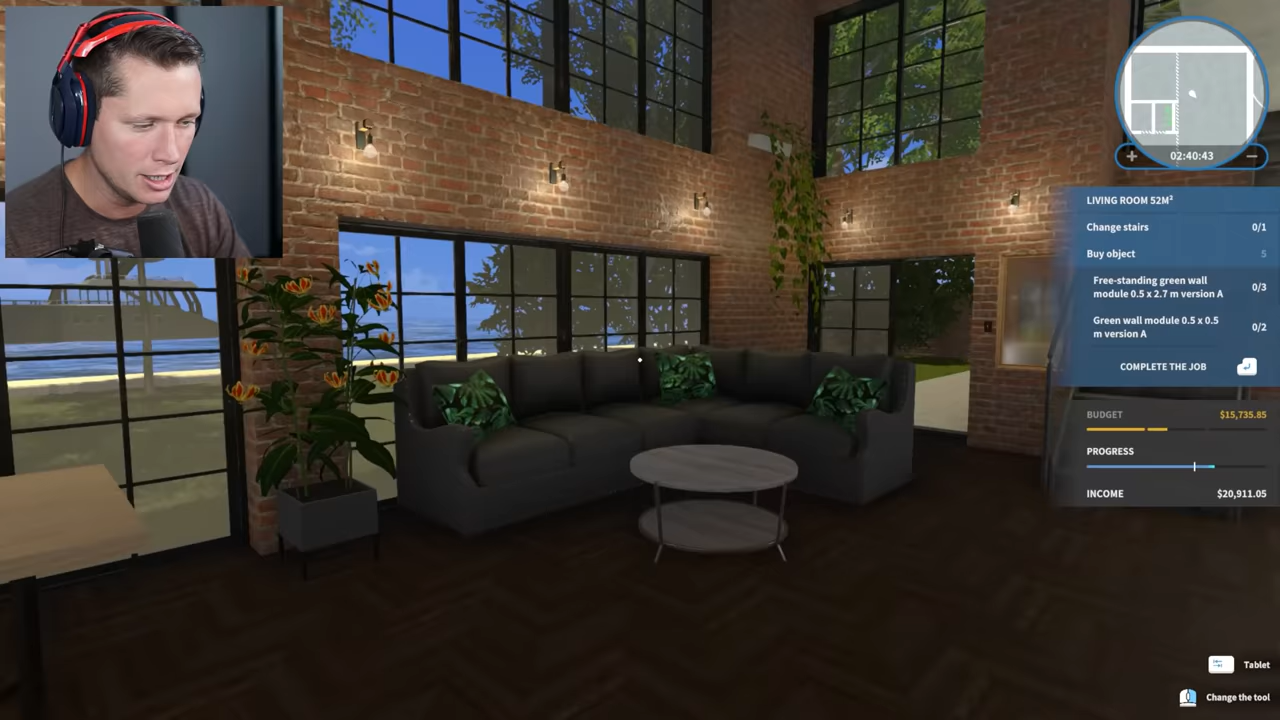 + 02:40:43 −
LIVING ROOM 52M²
Change stairs 0/1
Buy object 5
Free-standing green wall
module 0.5 x 2.7 m version A 0/3
Green wall module 0.5 x 0.5
m version A 0/2
COMPLETE THE JOB
BUDGET $15,735.85
PROGRESS
INCOME $20,911.05
Tablet
Change the tool